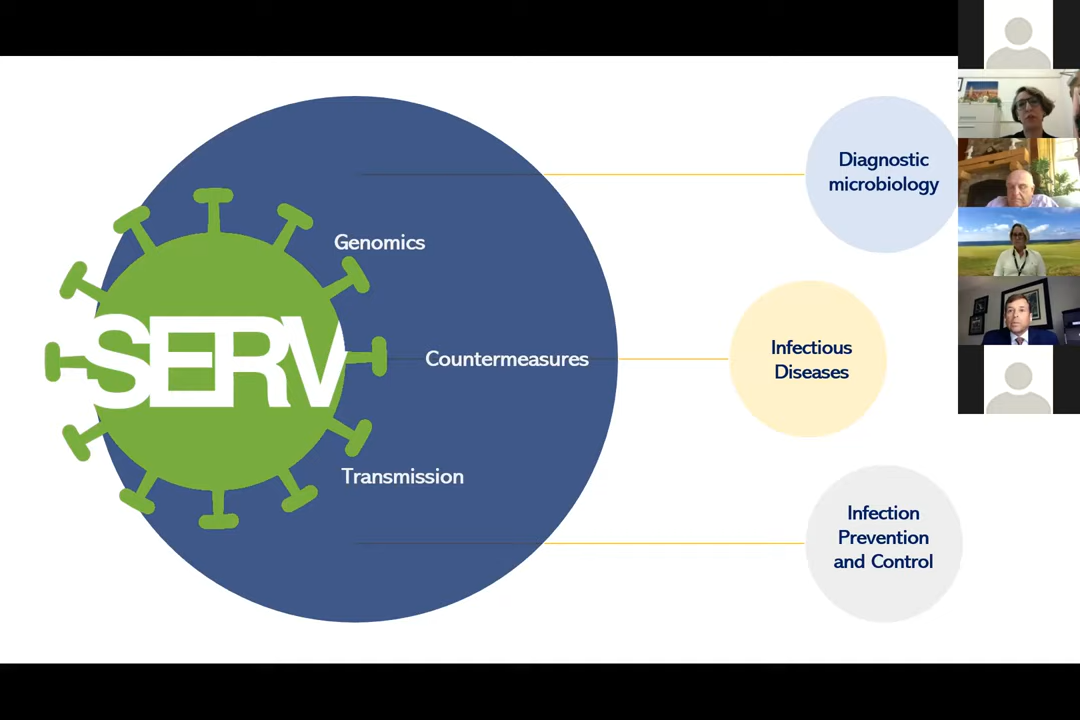 SERV
Genomics
Countermeasures
Transmission
Diagnostic
microbiology
Infectious
Diseases
Infection
Prevention
and Control